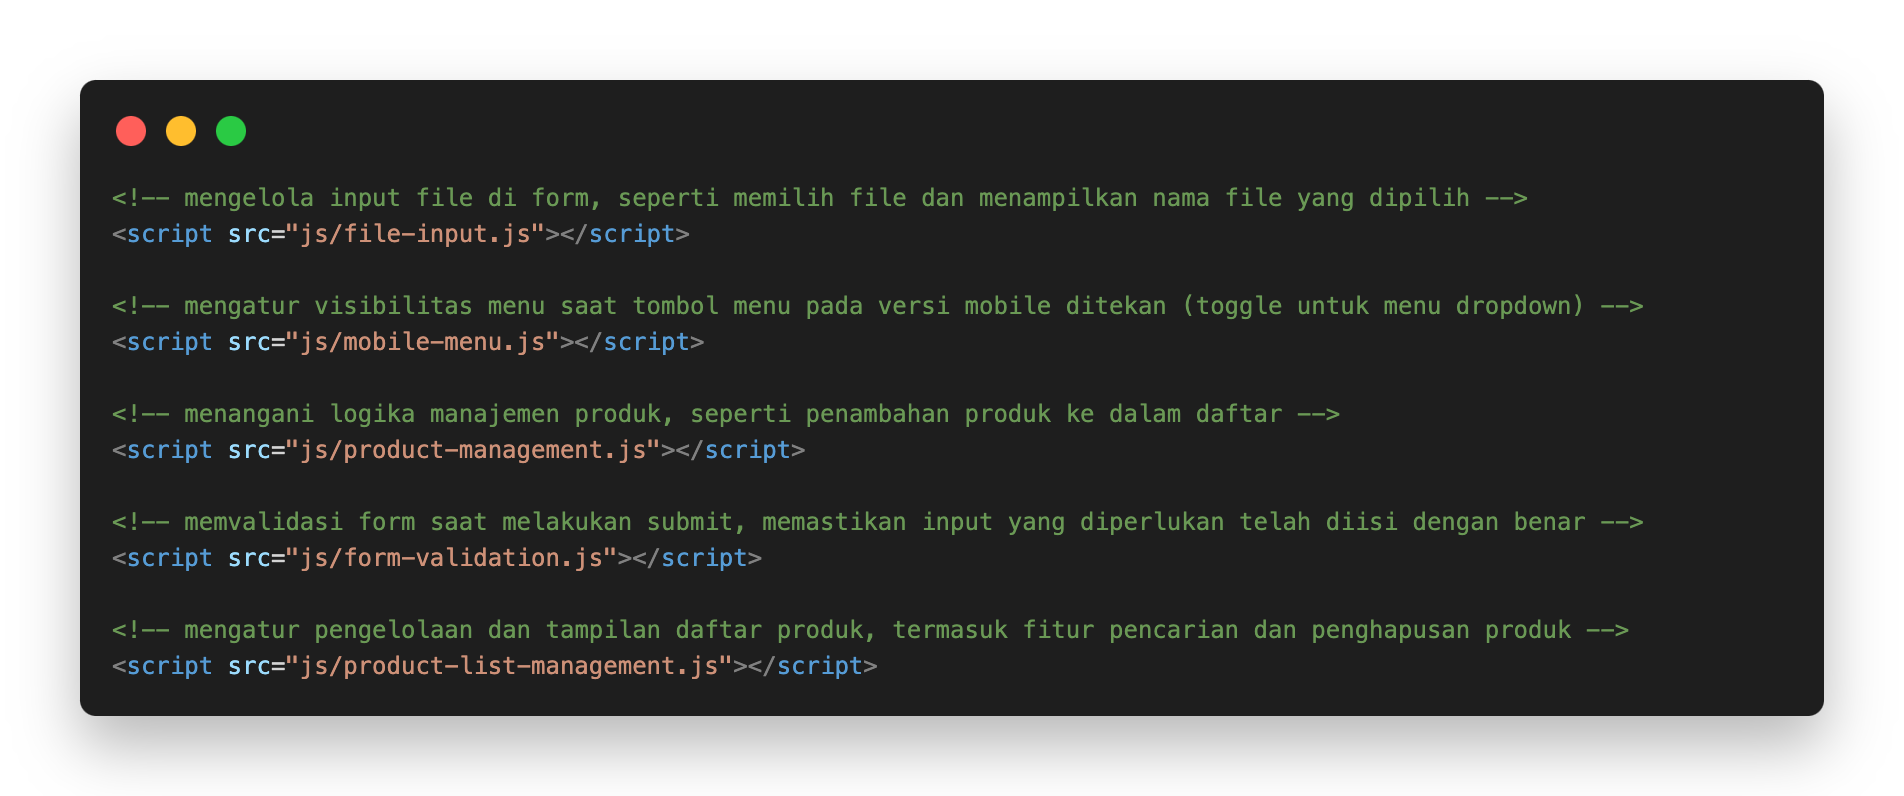 <!-- mengelola input file di form, seperti memilih file dan menampilkan nama file yang dipilih -->
<script src="js/file-input.js"></script>
<!-- mengatur visibilitas menu saat tombol menu pada versi mobile ditekan (toggle untuk menu dropdown) -->
<script src="js/mobile-menu.js"></script>
<!-- menangani logika manajemen produk, seperti penambahan produk ke dalam daftar -->
<script src="js/product-management.js"></script>
<!-- memvalidasi form saat melakukan submit, memastikan input yang diperlukan telah diisi dengan benar -->
<script src="js/form-validation.js"></script>
<!-- mengatur pengelolaan dan tampilan daftar produk, termasuk fitur pencarian dan penghapusan produk -->
<script src="js/product-list-management.js"></script>